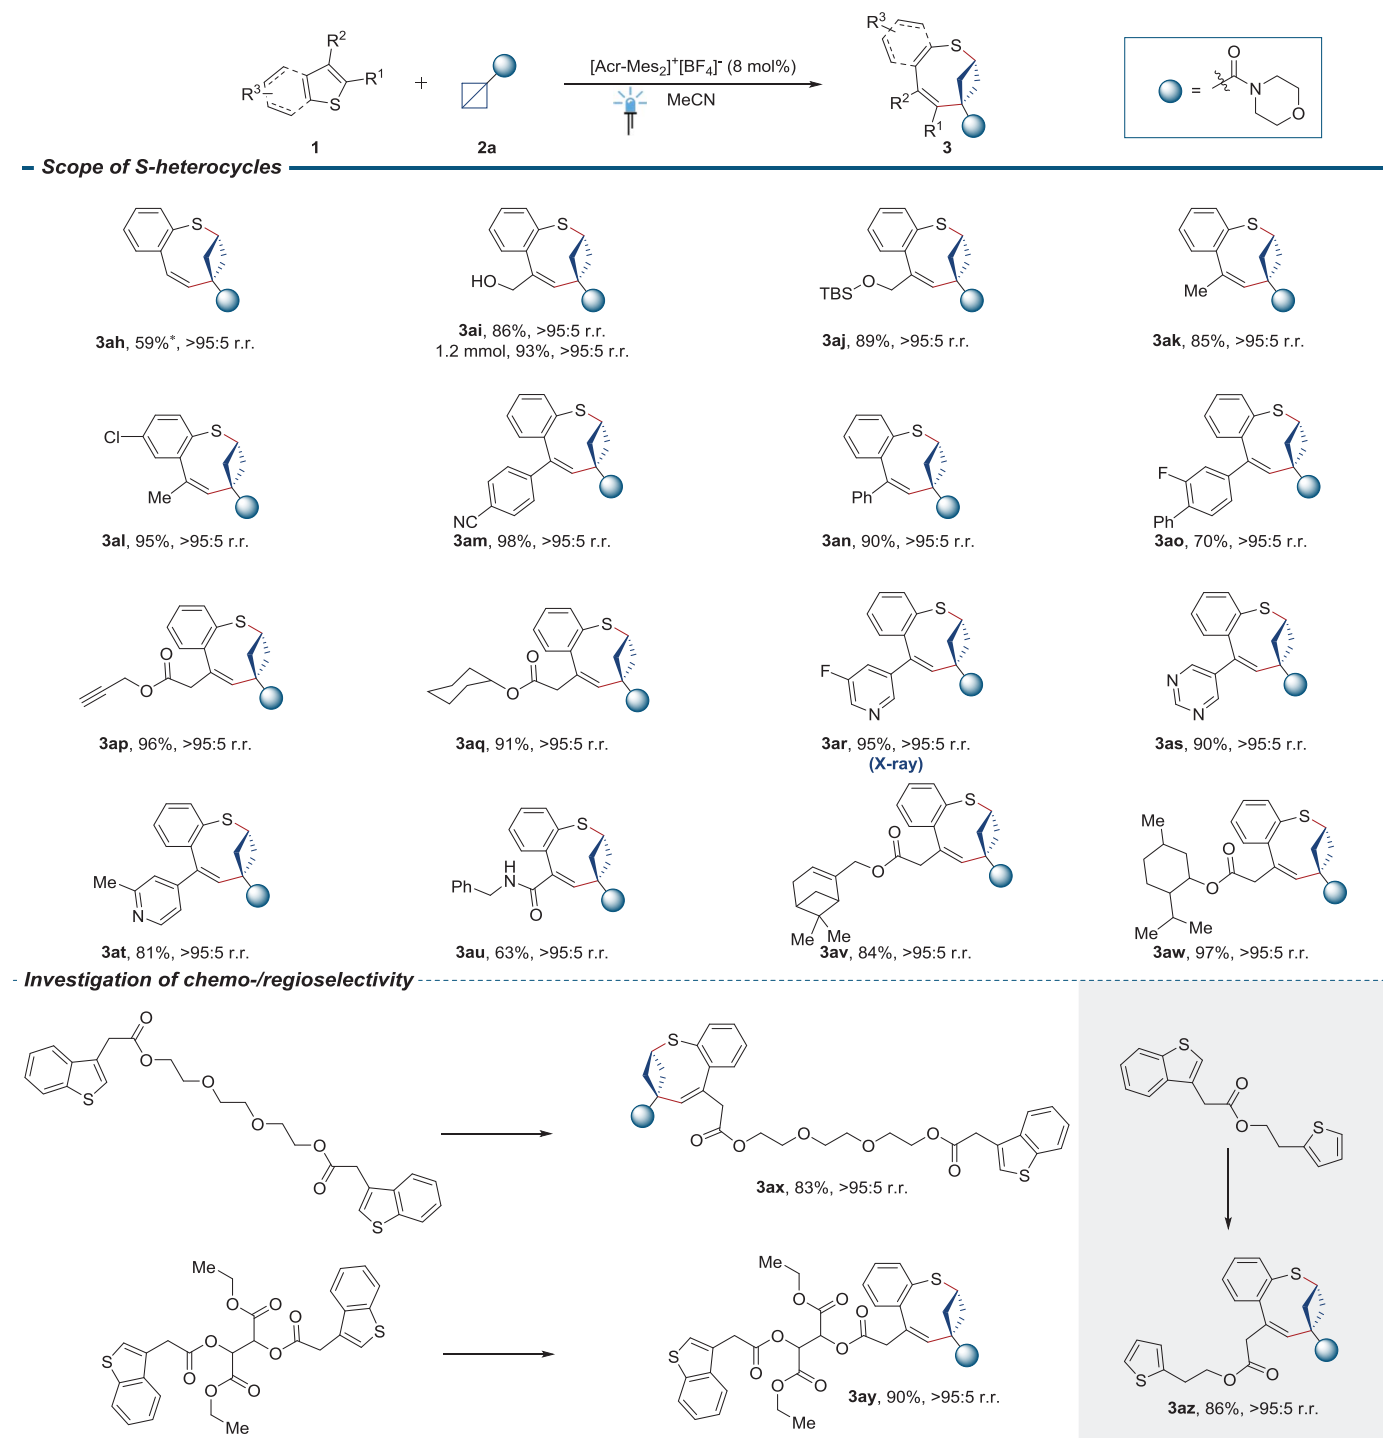 R3 R2 R1 S 1
+
2a
[Acr-Mes2]+[BF4]- (8 mol%)
MeCN
R3 S R2 R1 3
= O N O
Scope of S-heterocycles
S
3ah, 59%*, >95:5 r.r.
S HO
3ai, 86%, >95:5 r.r.
1.2 mmol, 93%, >95:5 r.r.
S O TBS
3aj, 89%, >95:5 r.r.
S Me
3ak, 85%, >95:5 r.r.
Cl S Me
3al, 95%, >95:5 r.r.
S NC
3am, 98%, >95:5 r.r.
S Ph
3an, 90%, >95:5 r.r.
S F Ph
3ao, 70%, >95:5 r.r.
S O O
3ap, 96%, >95:5 r.r.
S O O
3aq, 91%, >95:5 r.r.
S F N
3ar, 95%, >95:5 r.r.
(X-ray)
S N N
3as, 90%, >95:5 r.r.
S Me N
3at, 81%, >95:5 r.r.
S H N Ph O
3au, 63%, >95:5 r.r.
S O O Me Me
3av, 84%, >95:5 r.r.
Me S O O Me Me
3aw, 97%, >95:5 r.r.
Investigation of chemo-/regioselectivity
O O S O O O O S
S O O O O O O S
3ax, 83%, >95:5 r.r.
S O O S
Me O O O S O O S O O O Me
Me O O O S O O S O O O Me
3ay, 90%, >95:5 r.r.
S S O O
3az, 86%, >95:5 r.r.